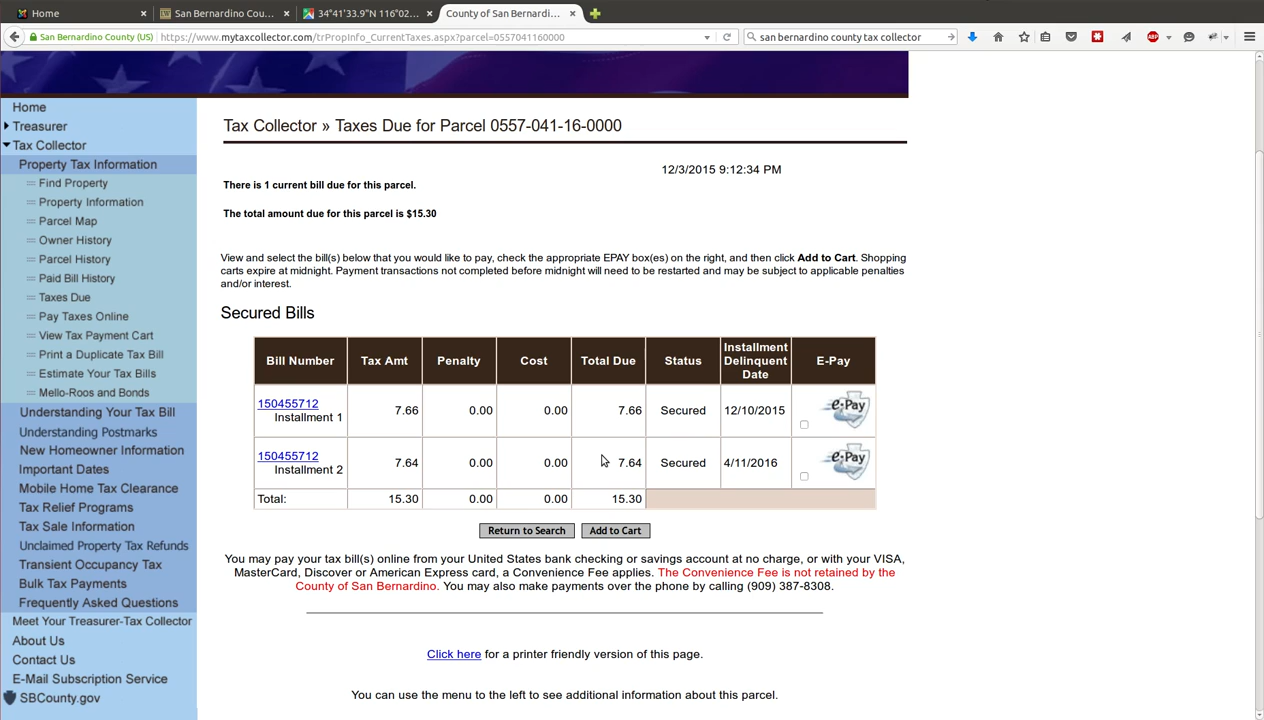 Home
San Bernardino Cou...
34°41'33.9"N 116°02...
County of San Bernardi...
San Bernardino County (US)
https://www.mytaxcollector.com/trPropInfo_CurrentTaxes.aspx?parcel=0557041160000
san bernardino county tax collector
ABP
Home
Treasurer
Tax Collector
Property Tax Information
Find Property
Property Information
Parcel Map
Owner History
Parcel History
Paid Bill History
Taxes Due
Pay Taxes Online
View Tax Payment Cart
Print a Duplicate Tax Bill
Estimate Your Tax Bills
Mello-Roos and Bonds
Understanding Your Tax Bill
Understanding Postmarks
New Homeowner Information
Important Dates
Mobile Home Tax Clearance
Tax Relief Programs
Tax Sale Information
Unclaimed Property Tax Refunds
Transient Occupancy Tax
Bulk Tax Payments
Frequently Asked Questions
Meet Your Treasurer-Tax Collector
About Us
Contact Us
E-Mail Subscription Service
SBCounty.gov
Tax Collector » Taxes Due for Parcel 0557-041-16-0000
12/3/2015 9:12:34 PM
There is 1 current bill due for this parcel.
The total amount due for this parcel is $15.30
View and select the bill(s) below that you would like to pay, check the appropriate EPAY box(es) on the right, and then click Add to Cart. Shopping
carts expire at midnight. Payment transactions not completed before midnight will need to be restarted and may be subject to applicable penalties
and/or interest.
Secured Bills
Bill Number Tax Amt Penalty Cost Total Due Status Installment Delinquent Date E-Pay
150455712
Installment 1 7.66 0.00 0.00 7.66 Secured 12/10/2015 e-Pay
150455712
Installment 2 7.64 0.00 0.00 7.64 Secured 4/11/2016 e-Pay
Total: 15.30 0.00 0.00 15.30
Return to Search Add to Cart
You may pay your tax bill(s) online from your United States bank checking or savings account at no charge, or with your VISA,
MasterCard, Discover or American Express card, a Convenience Fee applies. The Convenience Fee is not retained by the
County of San Bernardino. You may also make payments over the phone by calling (909) 387-8308.
Click here for a printer friendly version of this page.
You can use the menu to the left to see additional information about this parcel.